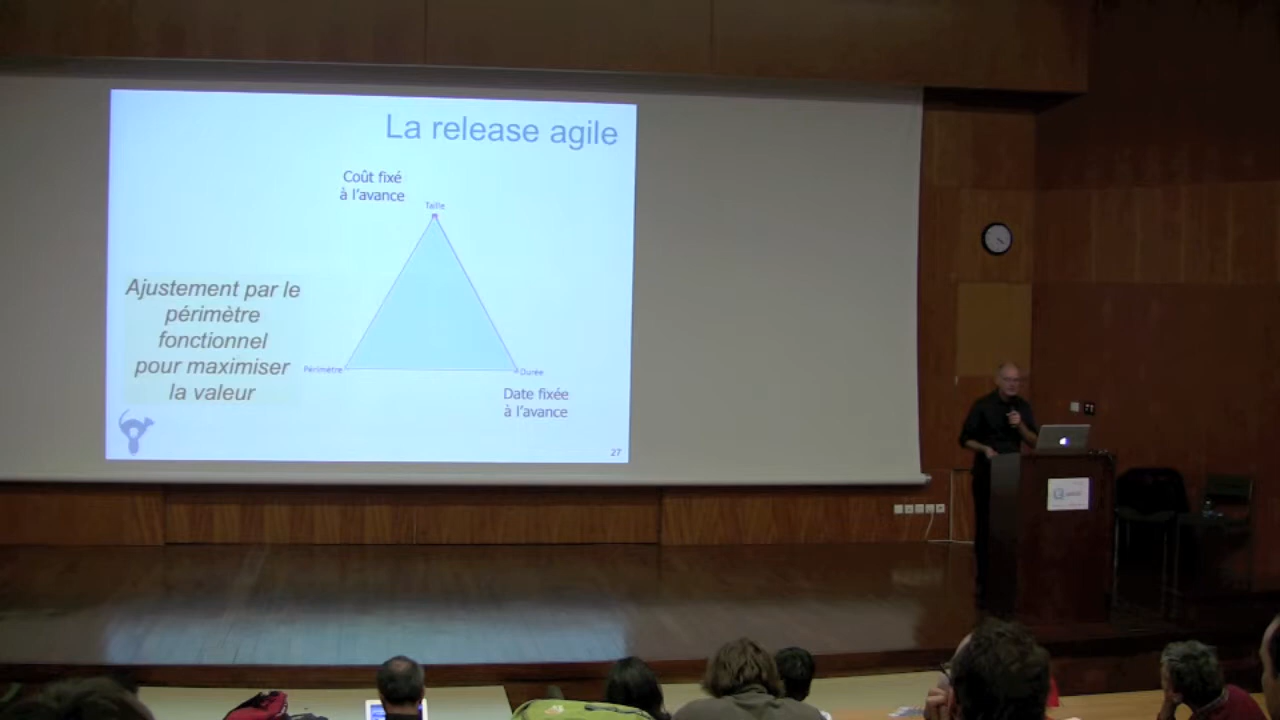 La release agile
Coût fixé
à l'avance
Taille
Ajustement par le
périmètre
fonctionnel
pour maximiser
la valeur
Périmètre
Durée
Date fixée
à l'avance
27